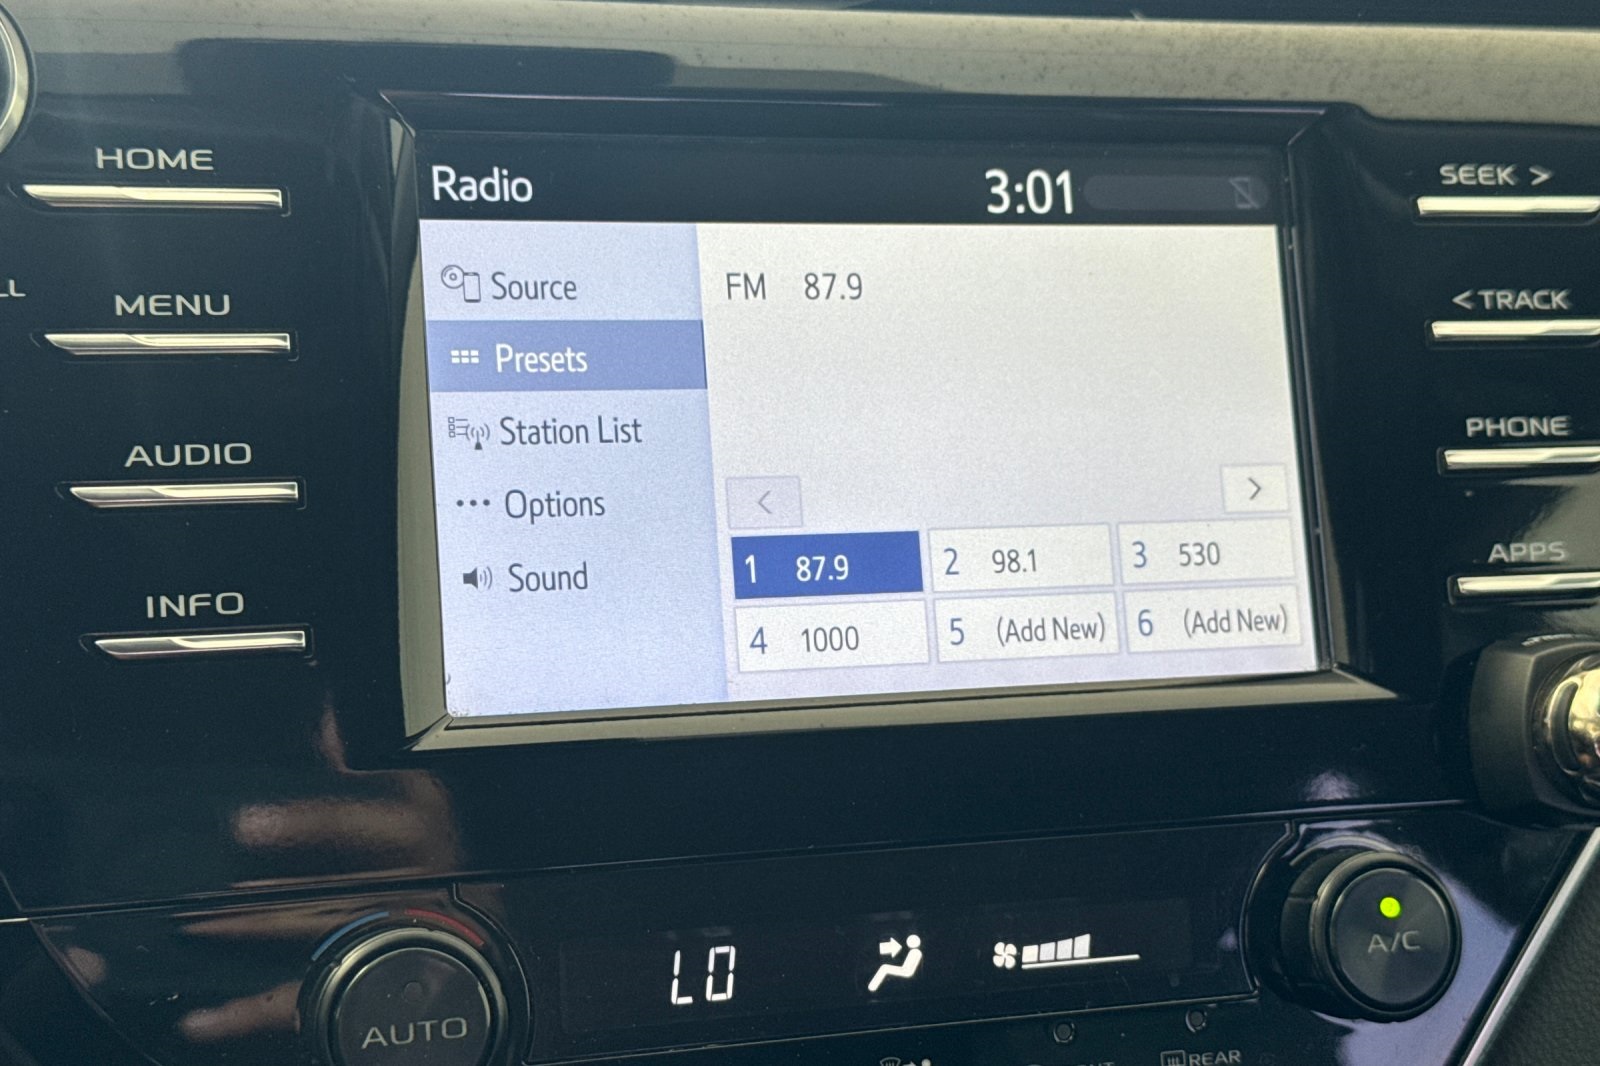 HOME
MENU
AUDIO
INFO
Radio 3:01
Source
Presets
Station List
Options
Sound
FM 87.9
<
>
1 87.9
2 98.1
3 530
4 1000
5 (Add New)
6 (Add New)
SEEK >
< TRACK
PHONE
APPS
AUTO
LO
A/C
REAR